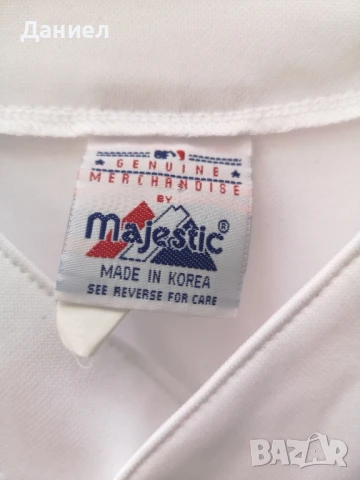 Даниел
GENUINE
MERCHANDISE
BY
Majestic®
MADE IN KOREA
SEE REVERSE FOR CARE
BAZAR